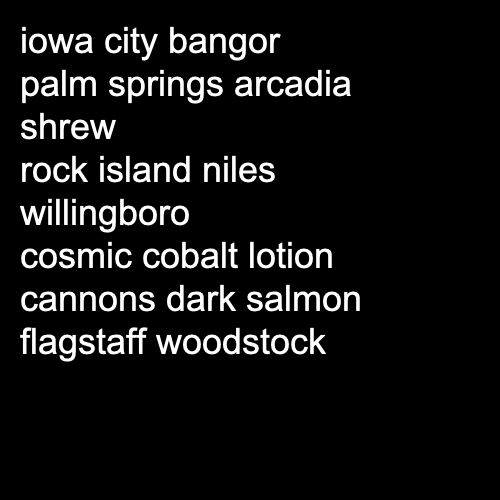 iowa city bangor
palm springs arcadia
shrew
rock island niles
willingboro
cosmic cobalt lotion
cannons dark salmon
flagstaff woodstock